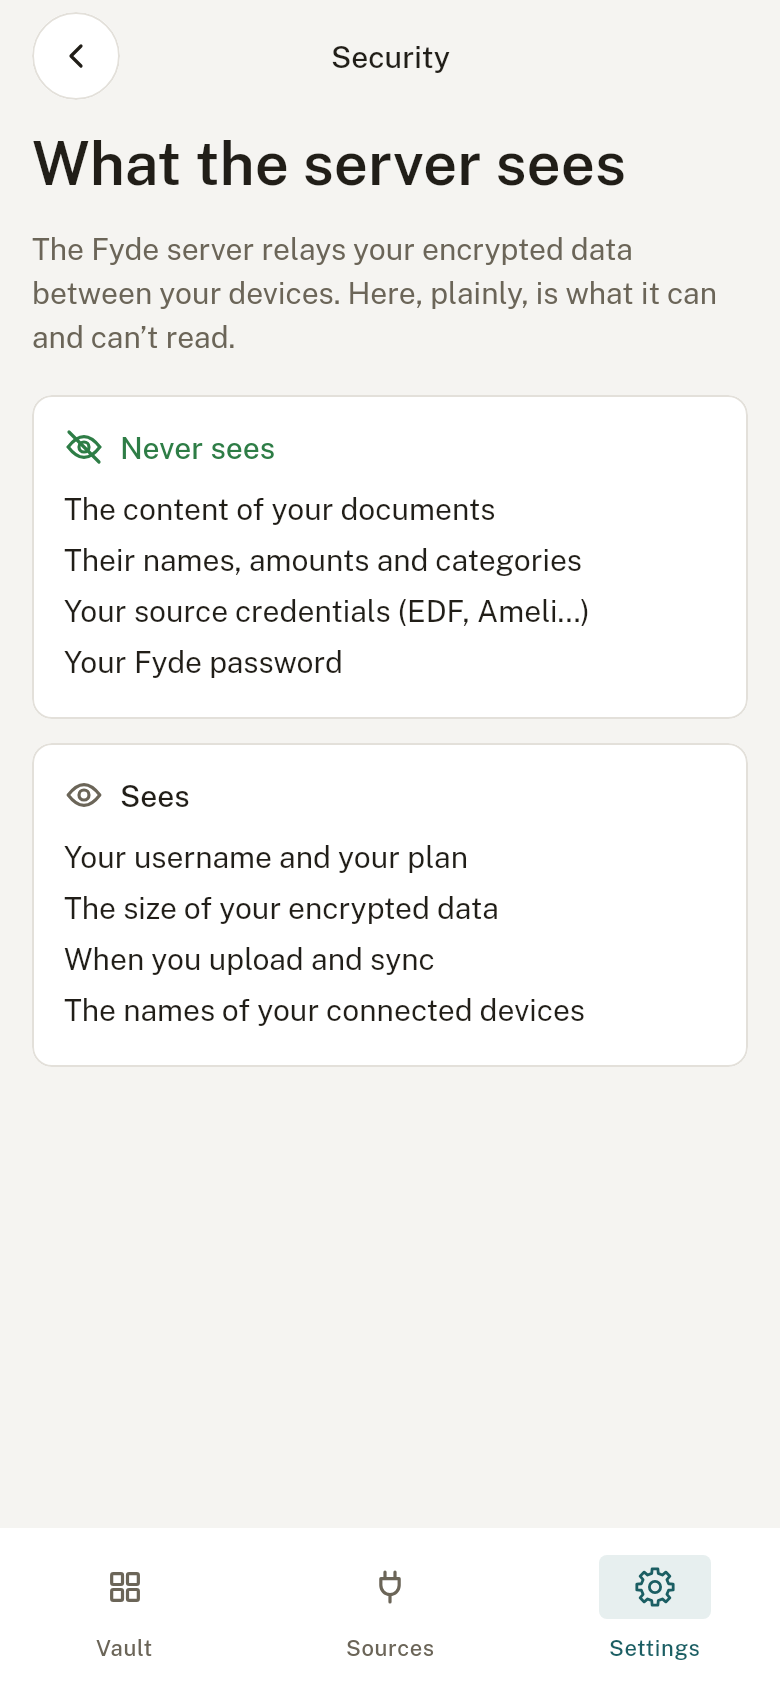 Security
What the server sees
The Fyde server relays your encrypted data
between your devices. Here, plainly, is what it can
and can’t read.
Never sees
The content of your documents
Their names, amounts and categories
Your source credentials (EDF, Ameli…)
Your Fyde password
Sees
Your username and your plan
The size of your encrypted data
When you upload and sync
The names of your connected devices
Vault
Sources
Settings